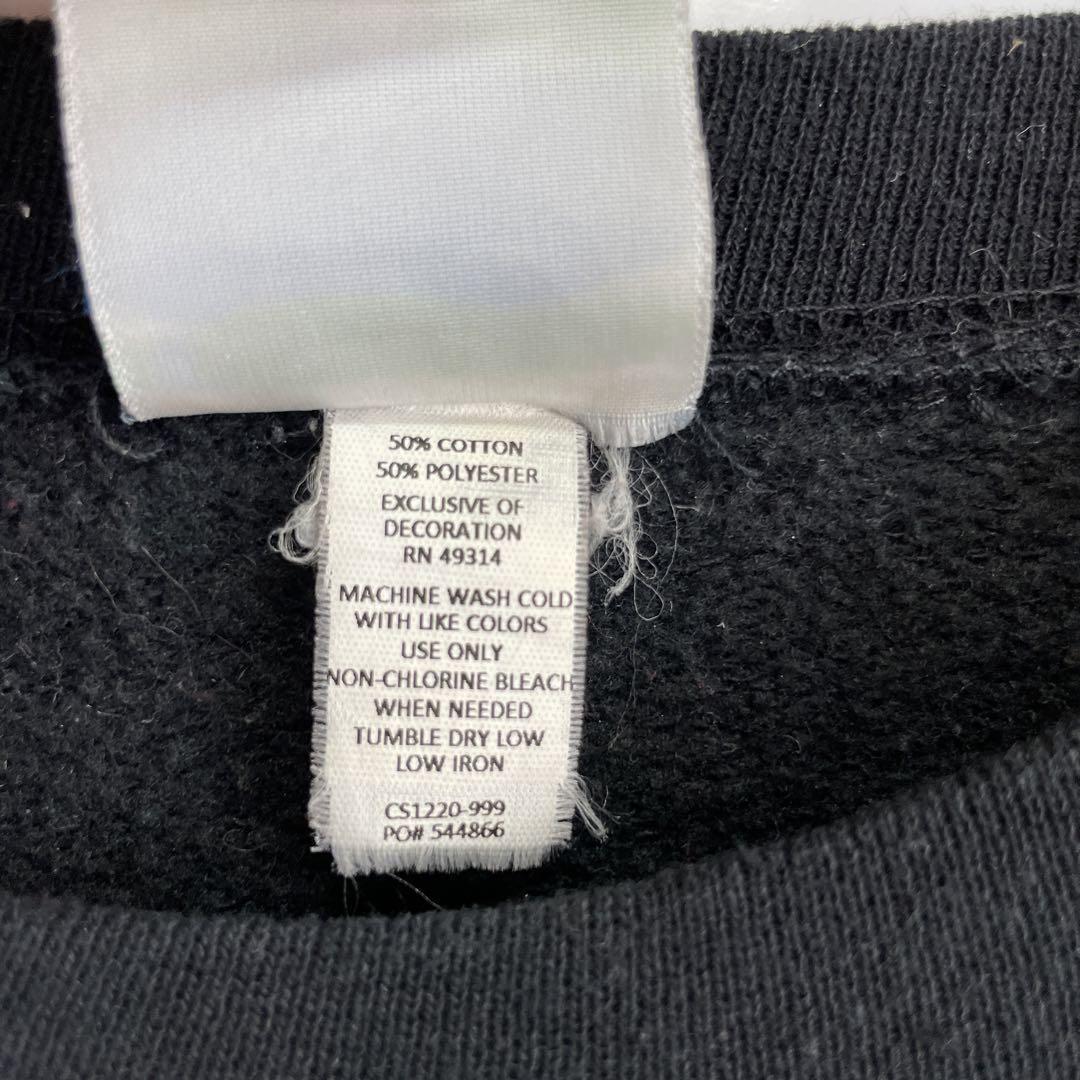 50% COTTON
50% POLYESTER
EXCLUSIVE OF
DECORATION
RN 49314
MACHINE WASH COLD
WITH LIKE COLORS
USE ONLY
NON-CHLORINE BLEACH
WHEN NEEDED
TUMBLE DRY LOW
LOW IRON
CS1220-999
PO# 544866